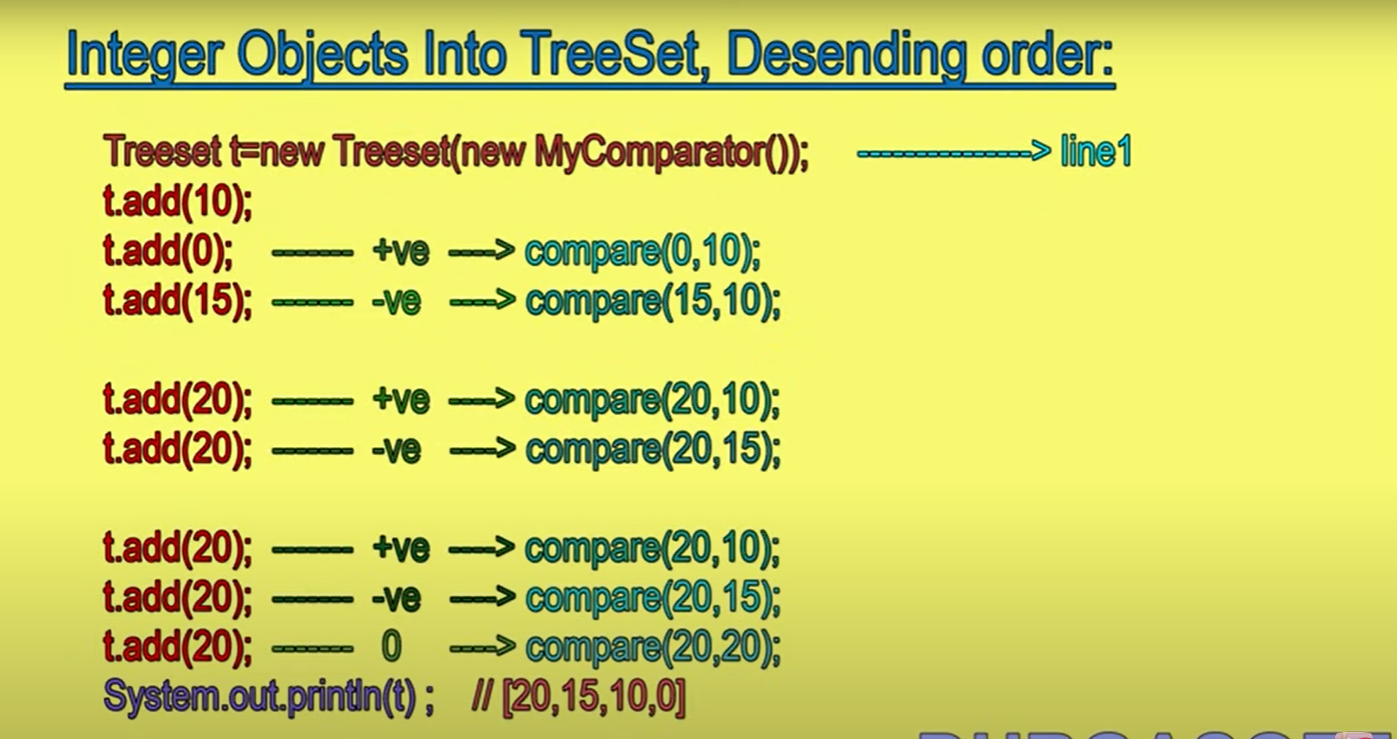 Integer Objects Into TreeSet, Desending order:
Treeset t=new Treeset(new MyComparator()); ---------------> line1
t.add(10);
t.add(0); ------- +ve ----> compare(0,10);
t.add(15); ------- -ve ----> compare(15,10);
t.add(20); ------- +ve ----> compare(20,10);
t.add(20); ------- -ve ----> compare(20,15);
t.add(20); ------- +ve ----> compare(20,10);
t.add(20); ------- -ve ----> compare(20,15);
t.add(20); ------- 0 ----> compare(20,20);
System.out.println(t) ; // [20,15,10,0]